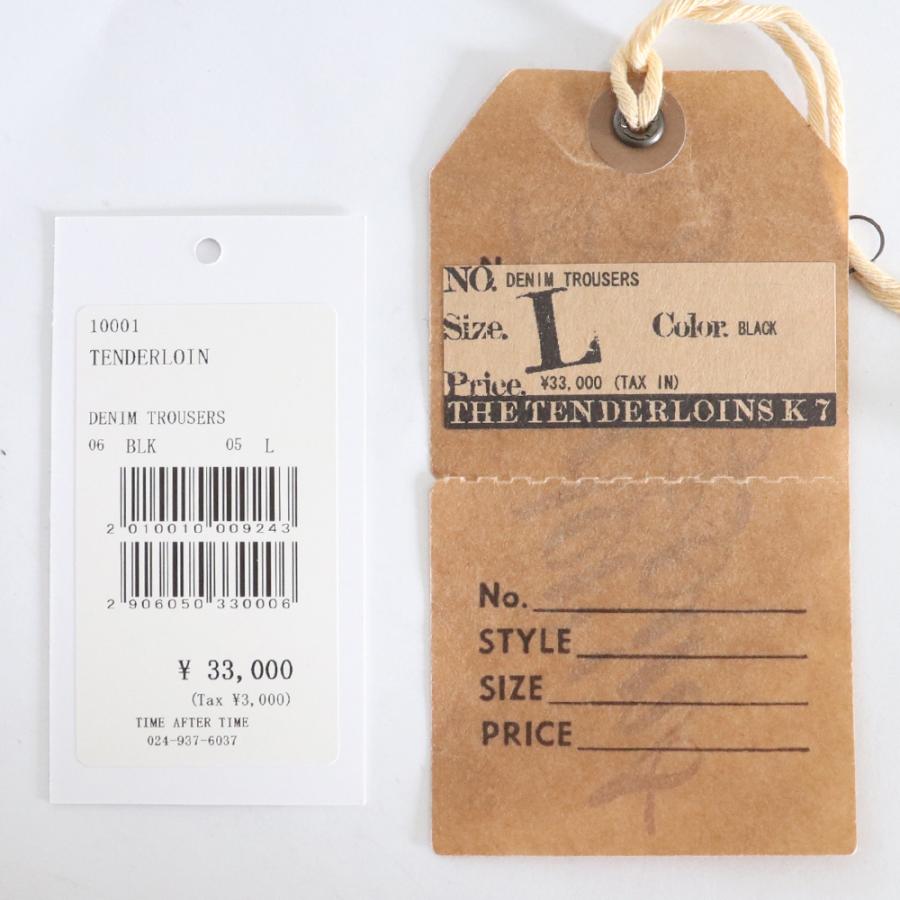 10001
TENDERLOIN
DENIM TROUSERS
06 BLK 05 L
2 010010 009243
2 906050 330006
¥ 33,000
(Tax ¥3,000)
TIME AFTER TIME
024-937-6037
NO. DENIM TROUSERS
Size. L Color. BLACK
Price. ¥33,000 (TAX IN)
THE TENDERLOINS K 7
No.
STYLE
SIZE
PRICE